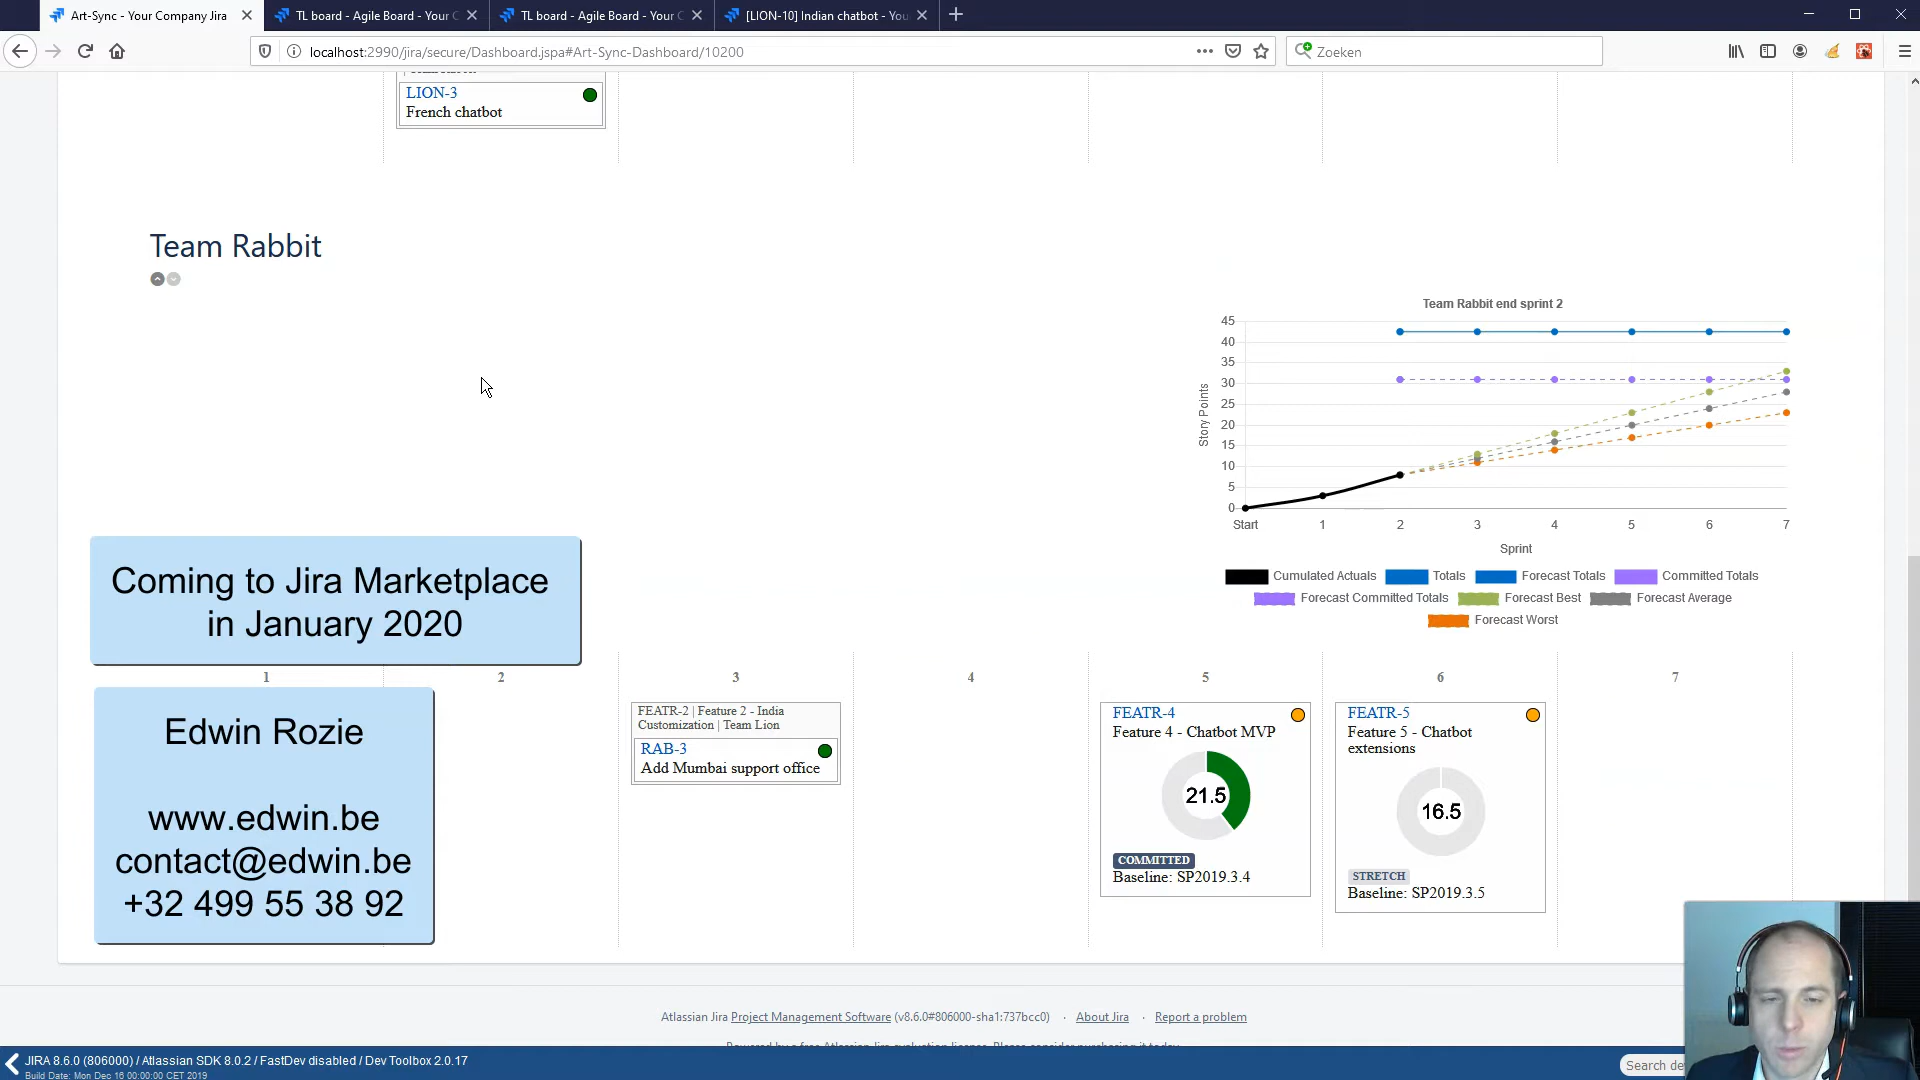 Art-Sync - Your Company Jira
TL board - Agile Board - Your C
TL board - Agile Board - Your C
[LION-10] Indian chatbot - You
localhost:2990/jira/secure/Dashboard.jspa#Art-Sync-Dashboard/10200
Zoeken
LION-3
French chatbot
Team Rabbit
Team Rabbit end sprint 2
45
40
35
30
25
20
15
10
5
0
Story Points
Start 1 2 3 4 5 6 7
Sprint
Cumulated Actuals Totals Forecast Totals Committed Totals
Forecast Committed Totals Forecast Best Forecast Average
Forecast Worst
Coming to Jira Marketplace
in January 2020
1 2 3 4 5 6 7
Edwin Rozie
www.edwin.be
contact@edwin.be
+32 499 55 38 92
FEATR-2 | Feature 2 - India
Customization | Team Lion
RAB-3
Add Mumbai support office
FEATR-4
Feature 4 - Chatbot MVP
21.5
COMMITTED
Baseline: SP2019.3.4
FEATR-5
Feature 5 - Chatbot
extensions
16.5
STRETCH
Baseline: SP2019.3.5
Atlassian Jira Project Management Software (v8.6.0#806000-sha1:737bcc0) · About Jira · Report a problem
JIRA 8.6.0 (806000) / Atlassian SDK 8.0.2 / FastDev disabled / Dev Toolbox 2.0.17
Build Date: Mon Dec 16 00:00:00 CET 2019
Search de